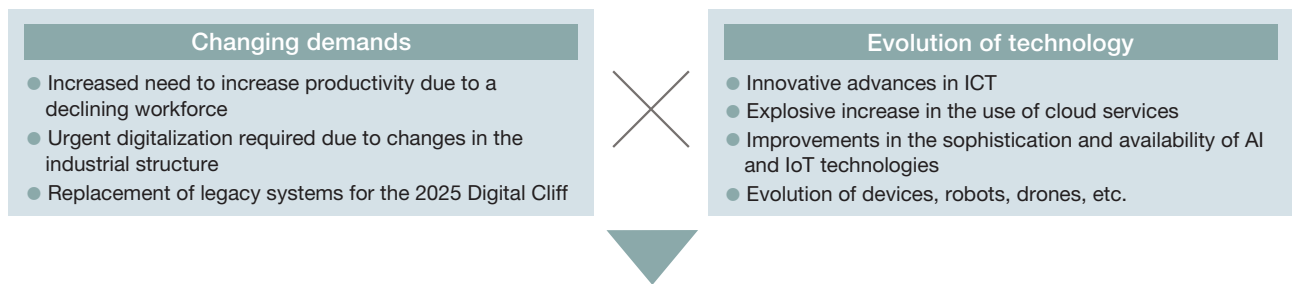 Changing demands
● Increased need to increase productivity due to a
declining workforce
● Urgent digitalization required due to changes in the
industrial structure
● Replacement of legacy systems for the 2025 Digital Cliff
Evolution of technology
● Innovative advances in ICT
● Explosive increase in the use of cloud services
● Improvements in the sophistication and availability of AI
and IoT technologies
● Evolution of devices, robots, drones, etc.